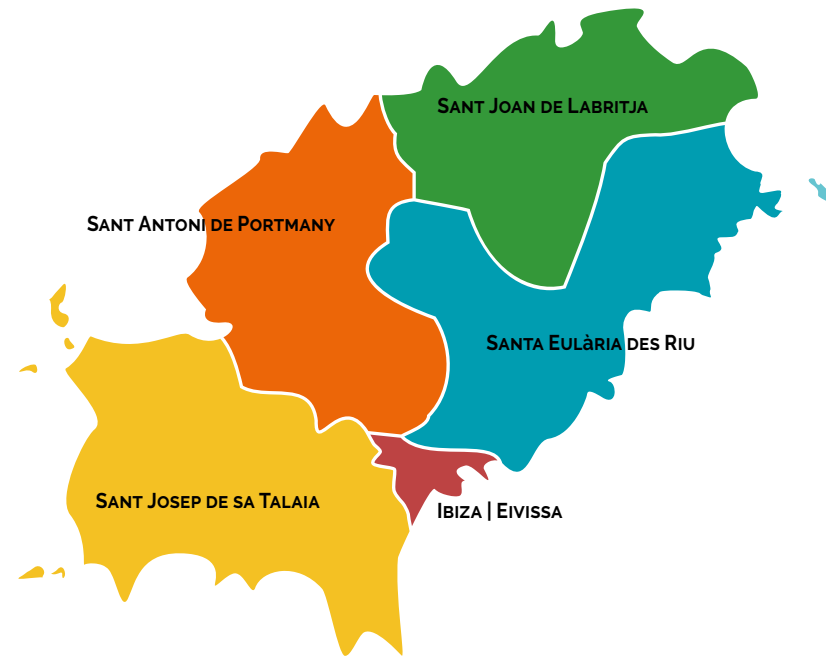 Sant Joan de Labritja
Sant Antoni de Portmany
Santa Eulària des Riu
Sant Josep de sa Talaia
Ibiza | Eivissa